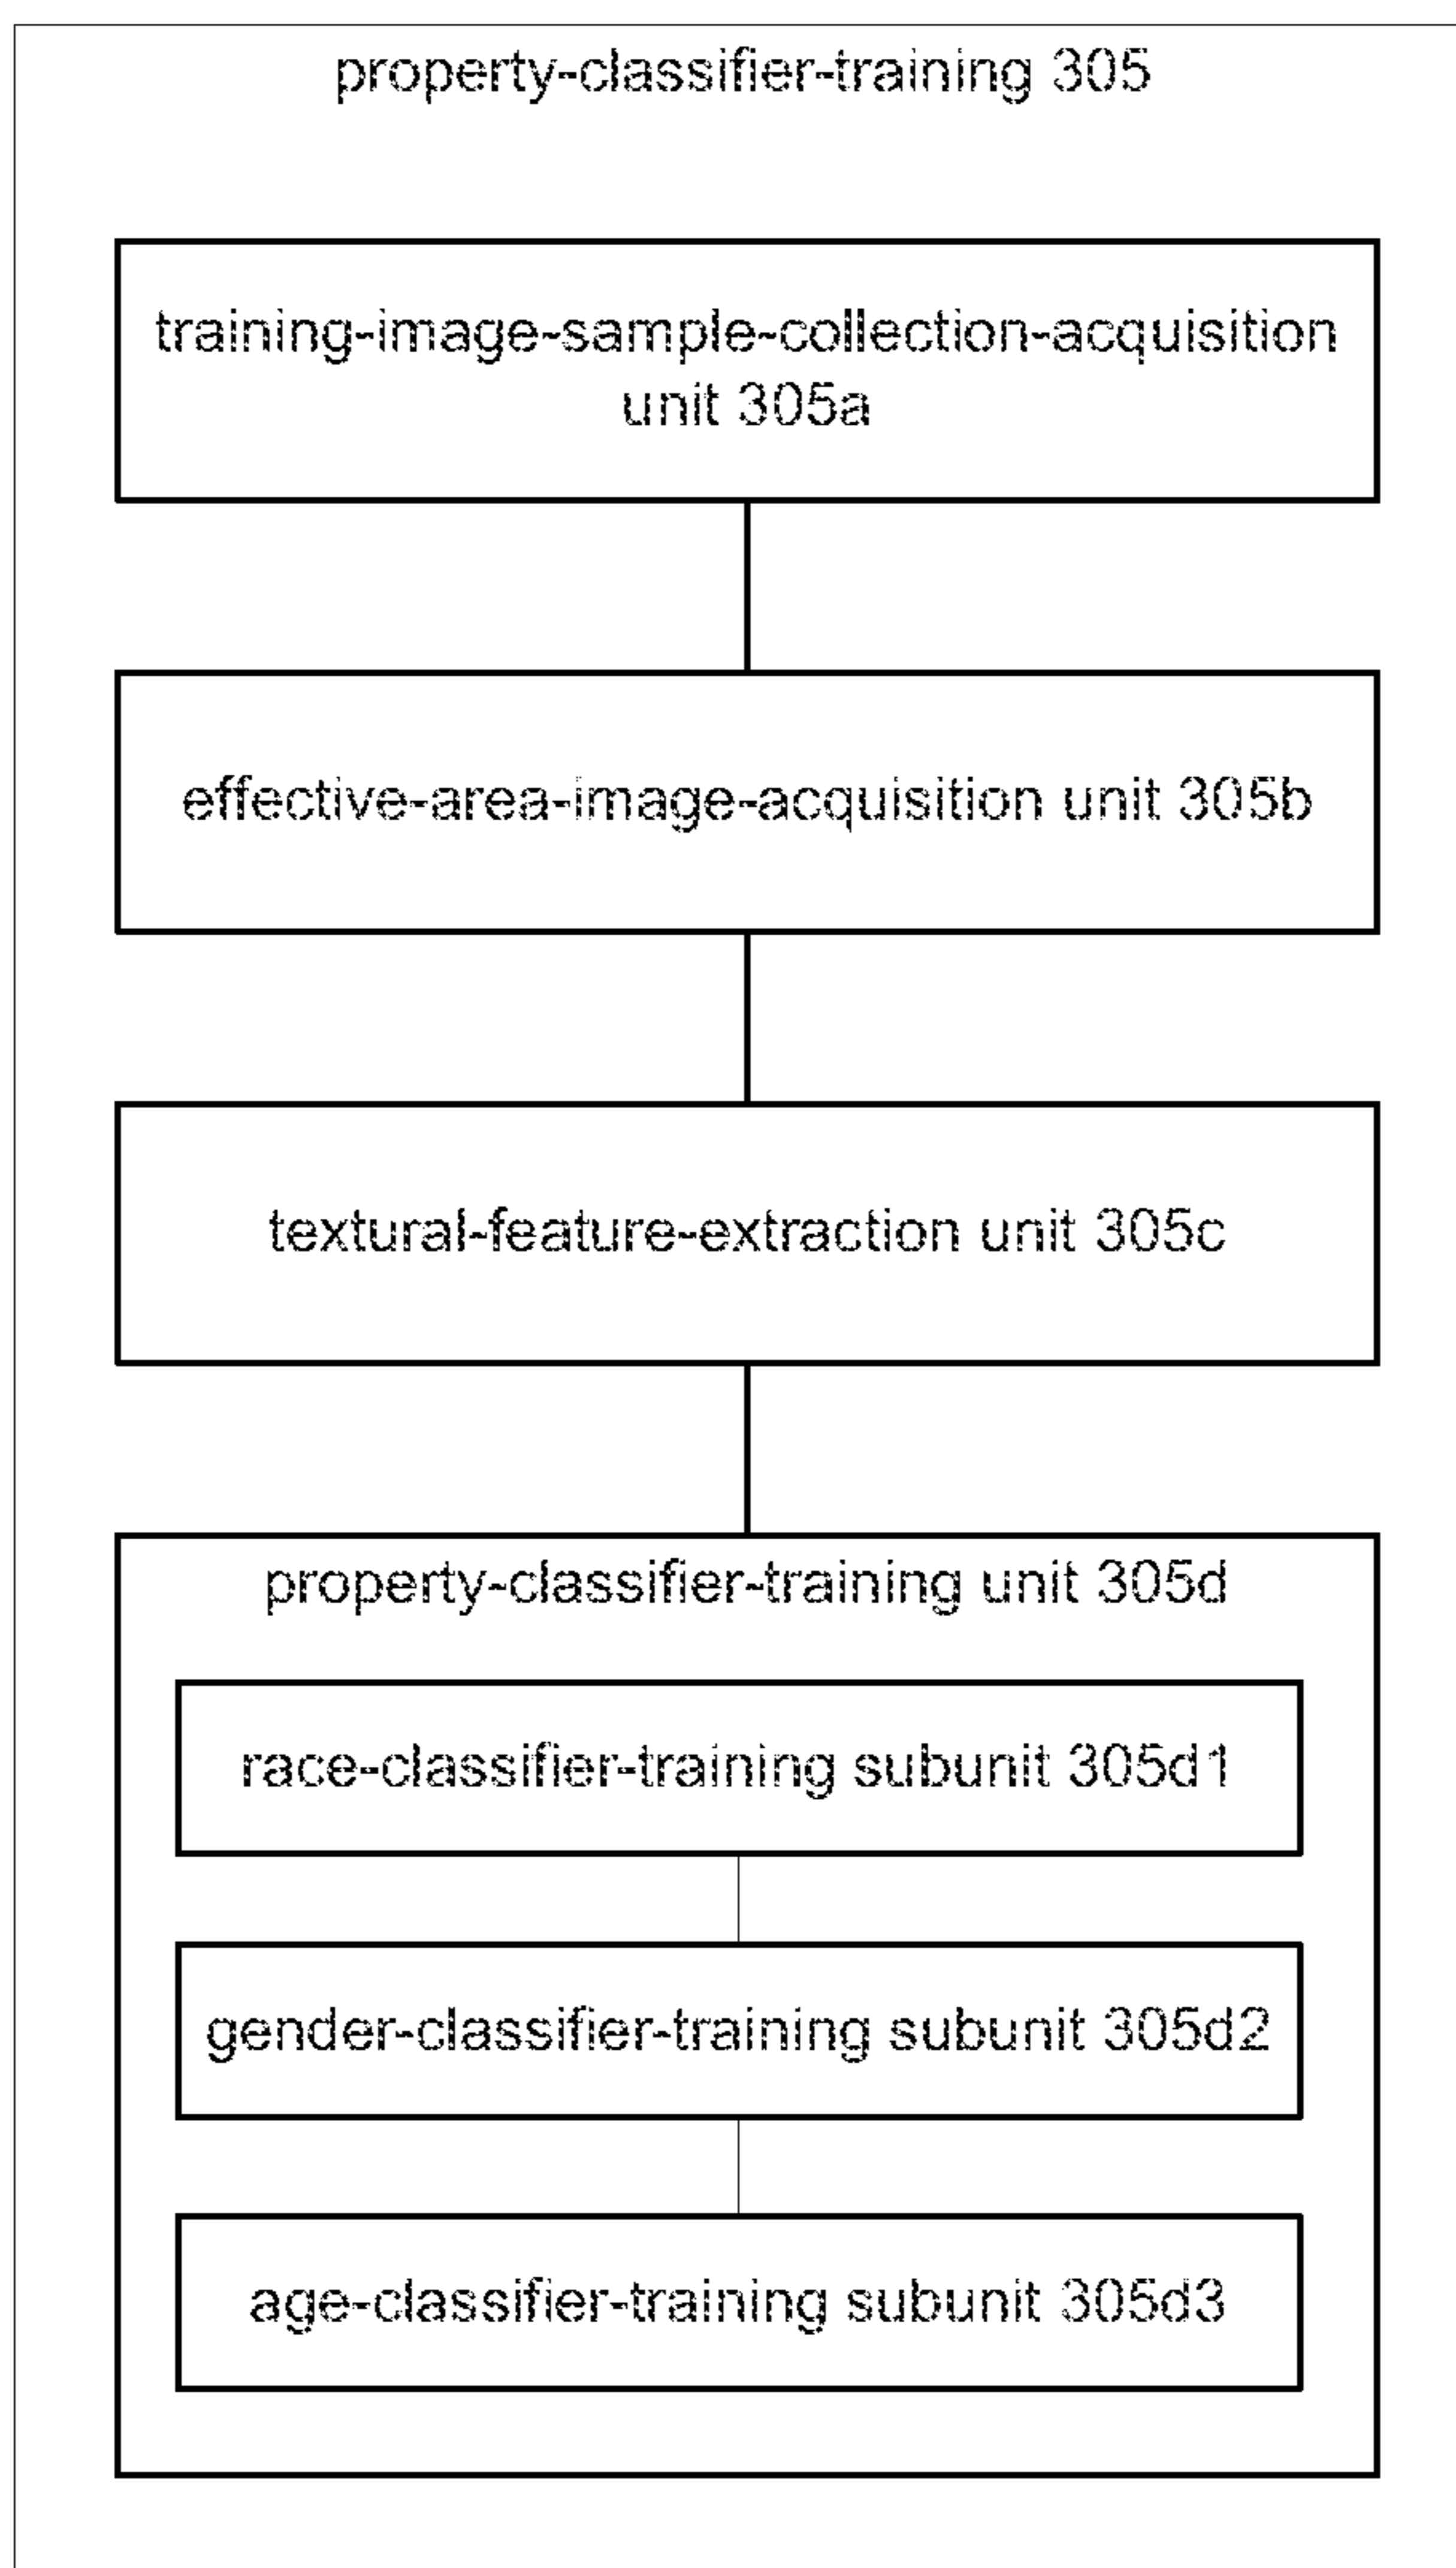 property-classifier-training 305
training-image-sample-collection-acquisition
unit 305a
effective-area-image-acquisition unit 305b
textural-feature-extraction unit 305c
property-classifier-training unit 305d
race-classifier-training subunit 305d1
gender-classifier-training subunit 305d2
age-classifier-training subunit 305d3